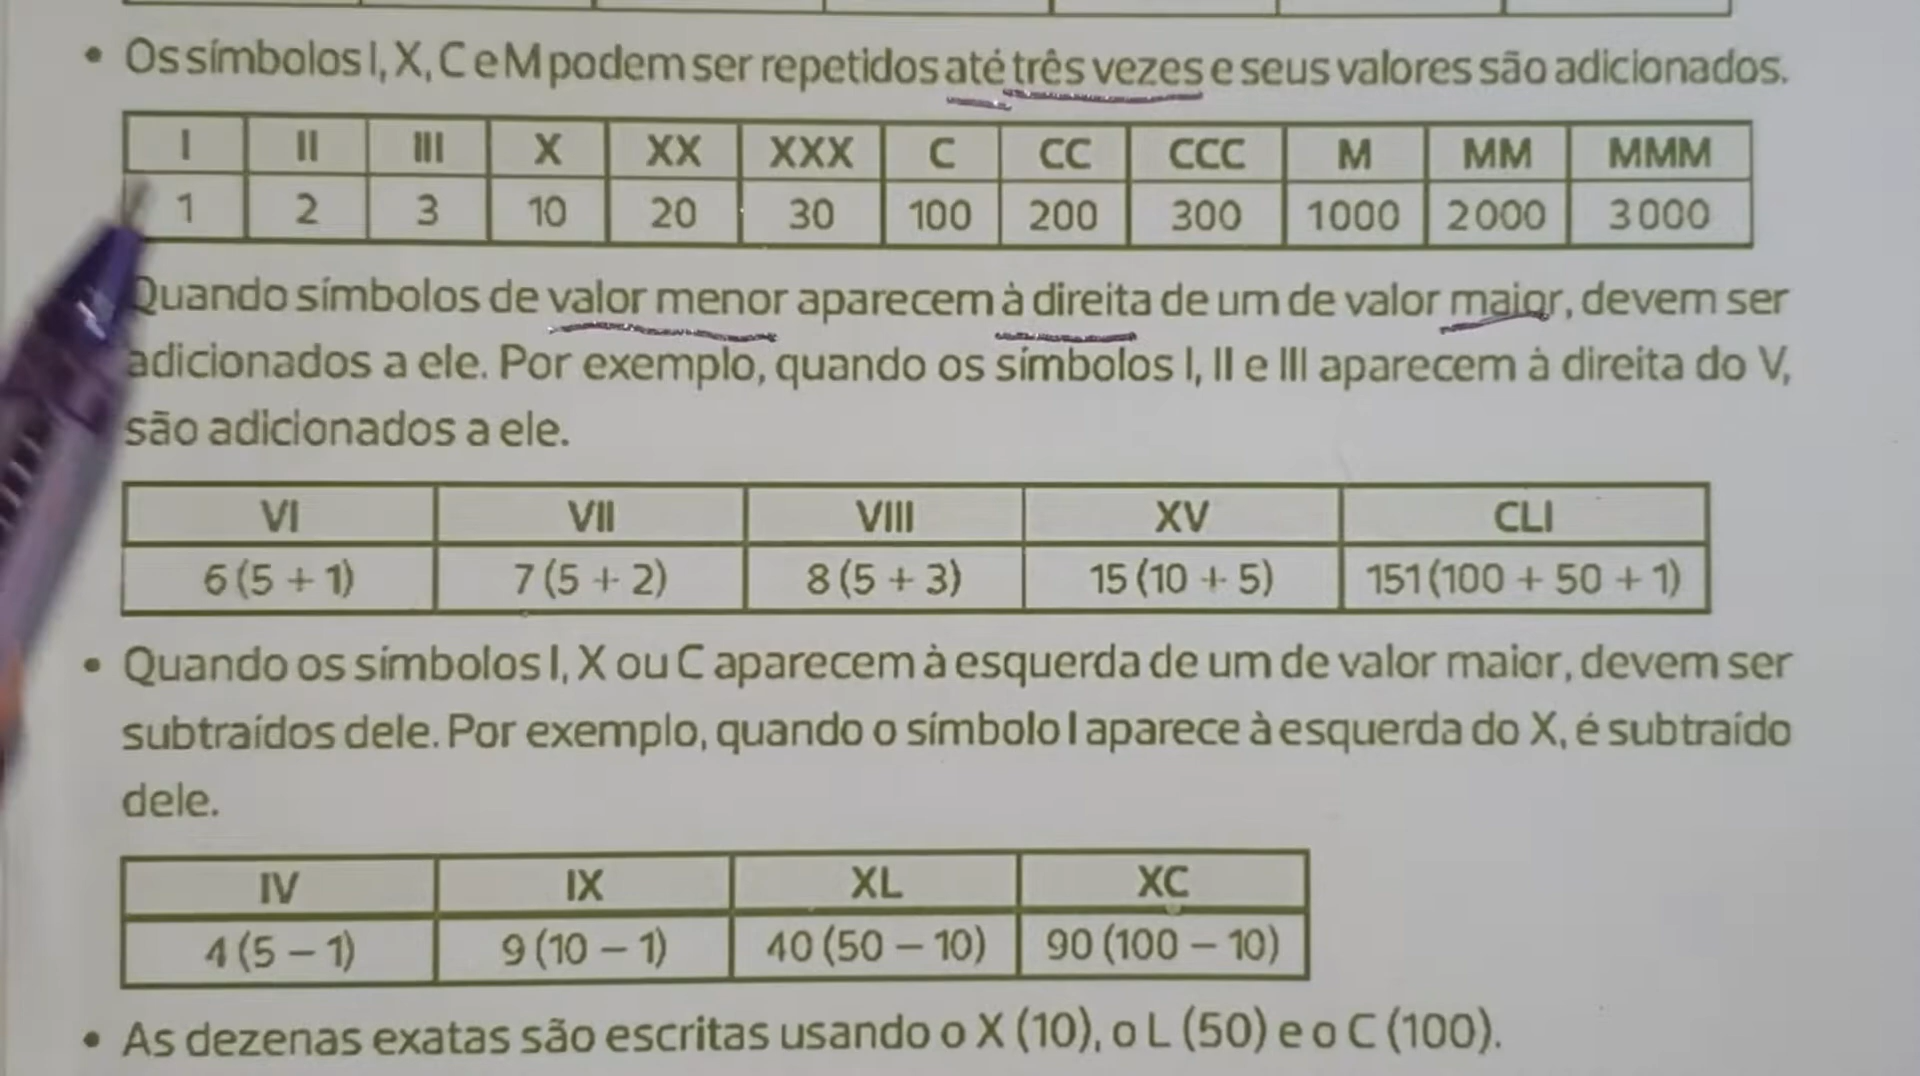 • Os símbolos I, X, C e M podem ser repetidos até três vezes e seus valores são adicionados.
I II III X XX XXX C CC CCC M MM MMM
1 2 3 10 20 30 100 200 300 1000 2000 3000
Quando símbolos de valor menor aparecem à direita de um de valor maior, devem ser
adicionados a ele. Por exemplo, quando os símbolos I, II e III aparecem à direita do V,
são adicionados a ele.
VI VII VIII XV CLI
6 (5 + 1) 7 (5 + 2) 8 (5 + 3) 15 (10 + 5) 151 (100 + 50 + 1)
• Quando os símbolos I, X ou C aparecem à esquerda de um de valor maior, devem ser
subtraídos dele. Por exemplo, quando o símbolo I aparece à esquerda do X, é subtraído
dele.
IV IX XL XC
4 (5 – 1) 9 (10 – 1) 40 (50 – 10) 90 (100 – 10)
• As dezenas exatas são escritas usando o X (10), o L (50) e o C (100).